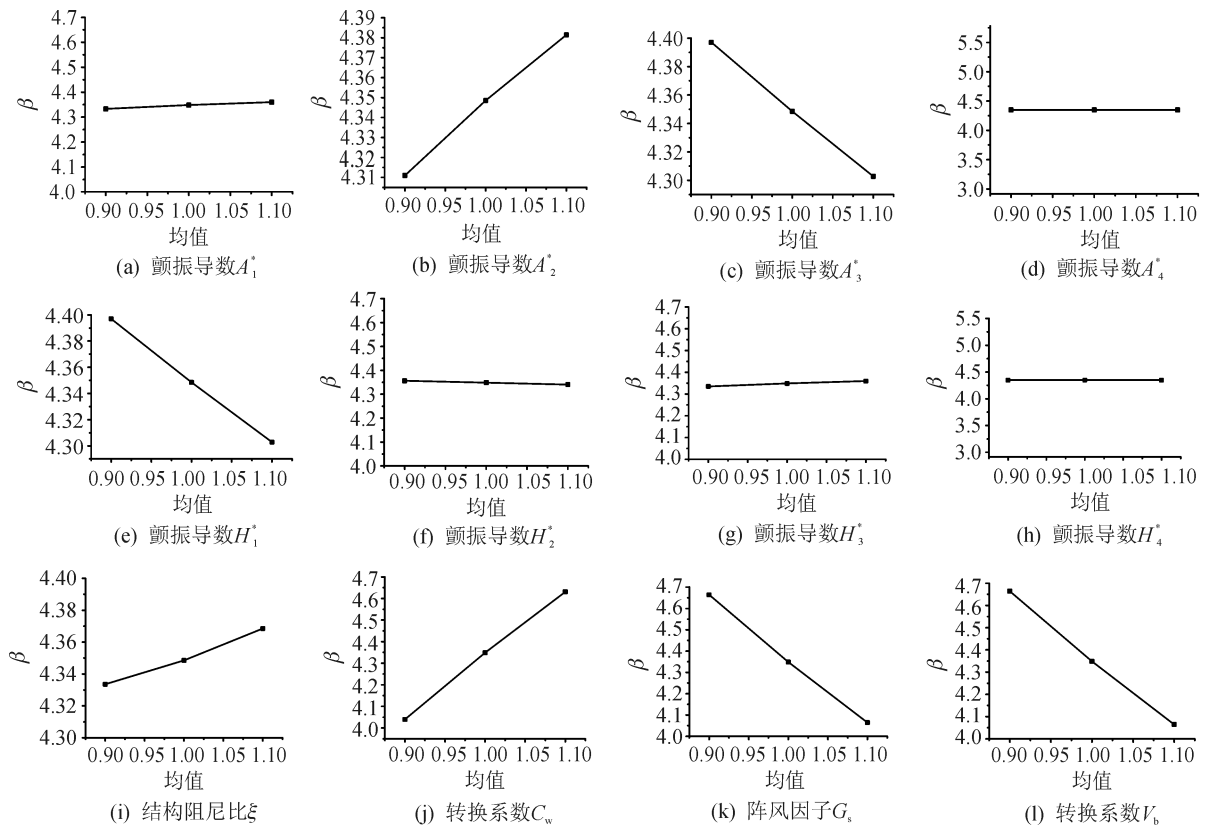 4.7
4.6
4.5
4.4
4.3
4.2
4.1
4.0
β
0.90 0.95 1.00 1.05 1.10
均值
(a) 颤振导数A₁*
4.39
4.38
4.37
4.36
4.35
4.34
4.33
4.32
4.31
β
0.90 0.95 1.00 1.05 1.10
均值
(b) 颤振导数A₂*
4.40
4.38
4.36
4.34
4.32
4.30
β
0.90 0.95 1.00 1.05 1.10
均值
(c) 颤振导数A₃*
5.5
5.0
4.5
4.0
3.5
3.0
β
0.90 0.95 1.00 1.05 1.10
均值
(d) 颤振导数A₄*
4.40
4.38
4.36
4.34
4.32
4.30
β
0.90 0.95 1.00 1.05 1.10
均值
(e) 颤振导数H₁*
4.7
4.6
4.5
4.4
4.3
4.2
4.1
4.0
β
0.90 0.95 1.00 1.05 1.10
均值
(f) 颤振导数H₂*
4.7
4.6
4.5
4.4
4.3
4.2
4.1
4.0
β
0.90 0.95 1.00 1.05 1.10
均值
(g) 颤振导数H₃*
5.5
5.0
4.5
4.0
3.5
3.0
β
0.90 0.95 1.00 1.05 1.10
均值
(h) 颤振导数H₄*
4.40
4.38
4.36
4.34
4.32
4.30
β
0.90 0.95 1.00 1.05 1.10
均值
(i) 结构阻尼比ξ
4.7
4.6
4.5
4.4
4.3
4.2
4.1
4.0
β
0.90 0.95 1.00 1.05 1.10
均值
(j) 转换系数C_w
4.7
4.6
4.5
4.4
4.3
4.2
4.1
4.0
β
0.90 0.95 1.00 1.05 1.10
均值
(k) 阵风因子G_s
4.7
4.6
4.5
4.4
4.3
4.2
4.1
4.0
β
0.90 0.95 1.00 1.05 1.10
均值
(l) 转换系数V_b